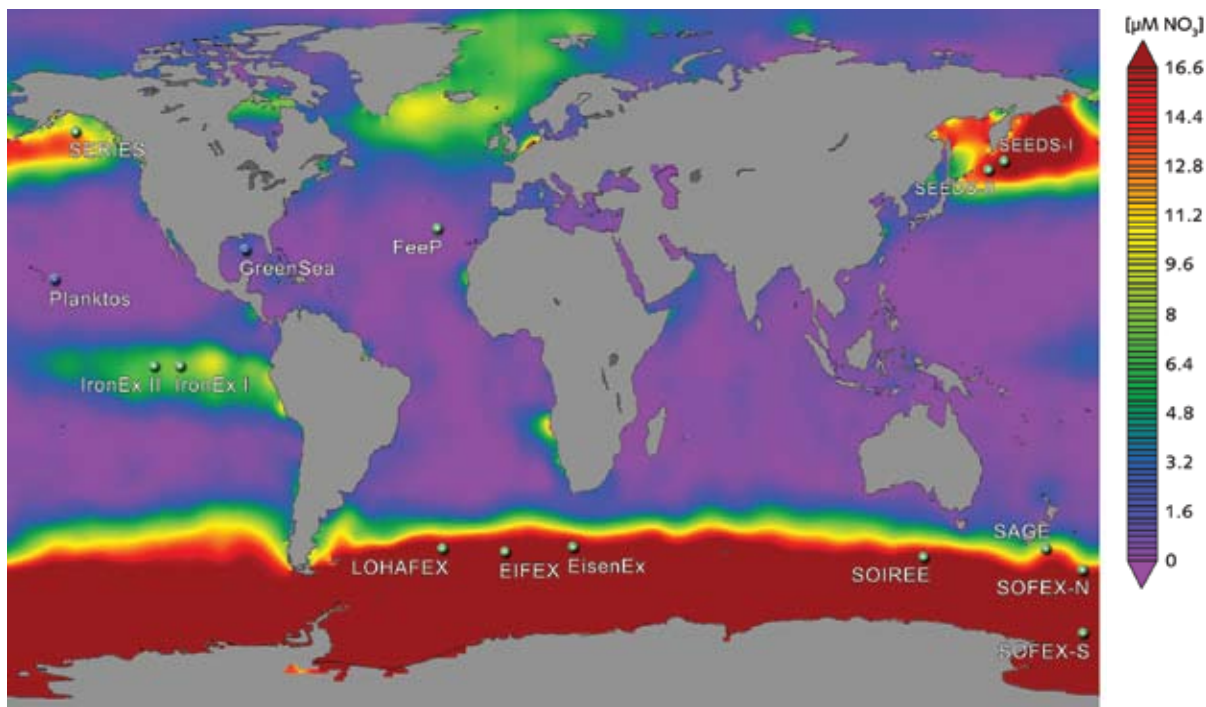 [µM NO₃]
16.6
14.4
12.8
11.2
9.6
8
6.4
4.8
3.2
1.6
0
SERIES
SEEDS-I
SEEDS-II
FeeP
GreenSea
Planktos
IronEx II
IronEx I
SAGE
LOHAFEX
EIFEX
EisenEx
SOIREE
SOFEX-N
SOFEX-S